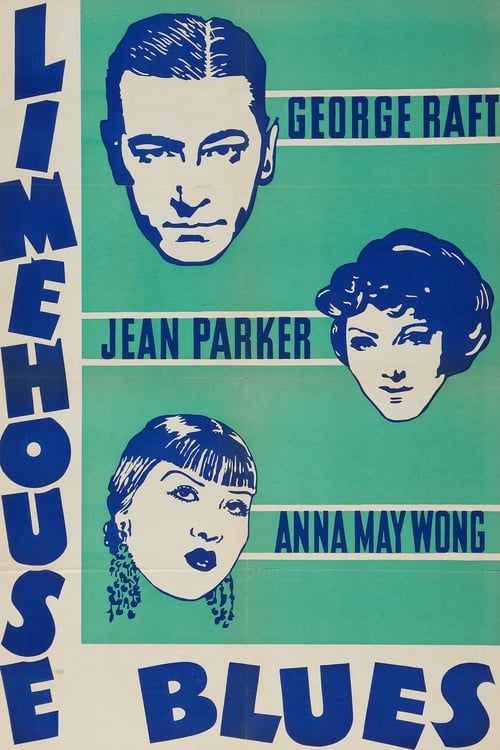 LIMEHOUSE
BLUES
GEORGE RAFT
JEAN PARKER
ANNA MAY WONG